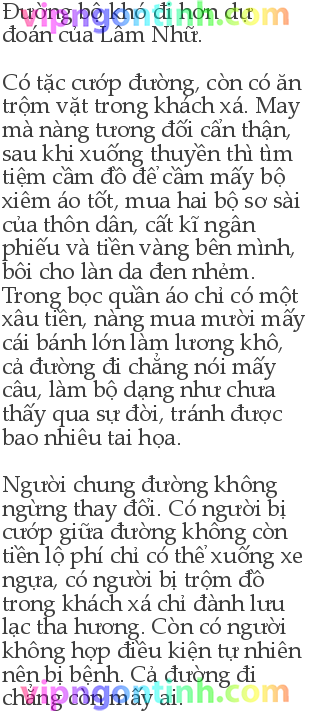 Đường bộ khó đi hơn dự
đoán của Lâm Nhữ.
Có tặc cướp đường, còn có ăn
trộm vặt trong khách xá. May
mà nàng tương đối cẩn thận,
sau khi xuống thuyền thì tìm
tiệm cầm đồ để cầm mấy bộ
xiêm áo tốt, mua hai bộ sơ sài
của thôn dân, cất kĩ ngân
phiếu và tiền vàng bên mình,
bôi cho làn da đen nhẻm.
Trong bọc quần áo chỉ có một
xâu tiền, nàng mua mười mấy
cái bánh lớn làm lương khô,
cả đường đi chẳng nói mấy
câu, làm bộ dạng như chưa
thấy qua sự đời, tránh được
bao nhiêu tai họa.
Người chung đường không
ngừng thay đổi. Có người bị
cướp giữa đường không còn
tiền lộ phí chỉ có thể xuống xe
ngựa, có người bị trộm đồ
trong khách xá chỉ đành lưu
lạc tha hương. Còn có người
không hợp điều kiện tự nhiên
nên bị bệnh. Cả đường đi
chẳng còn mấy ai.
vipngontinh.com
vipngontinh.com